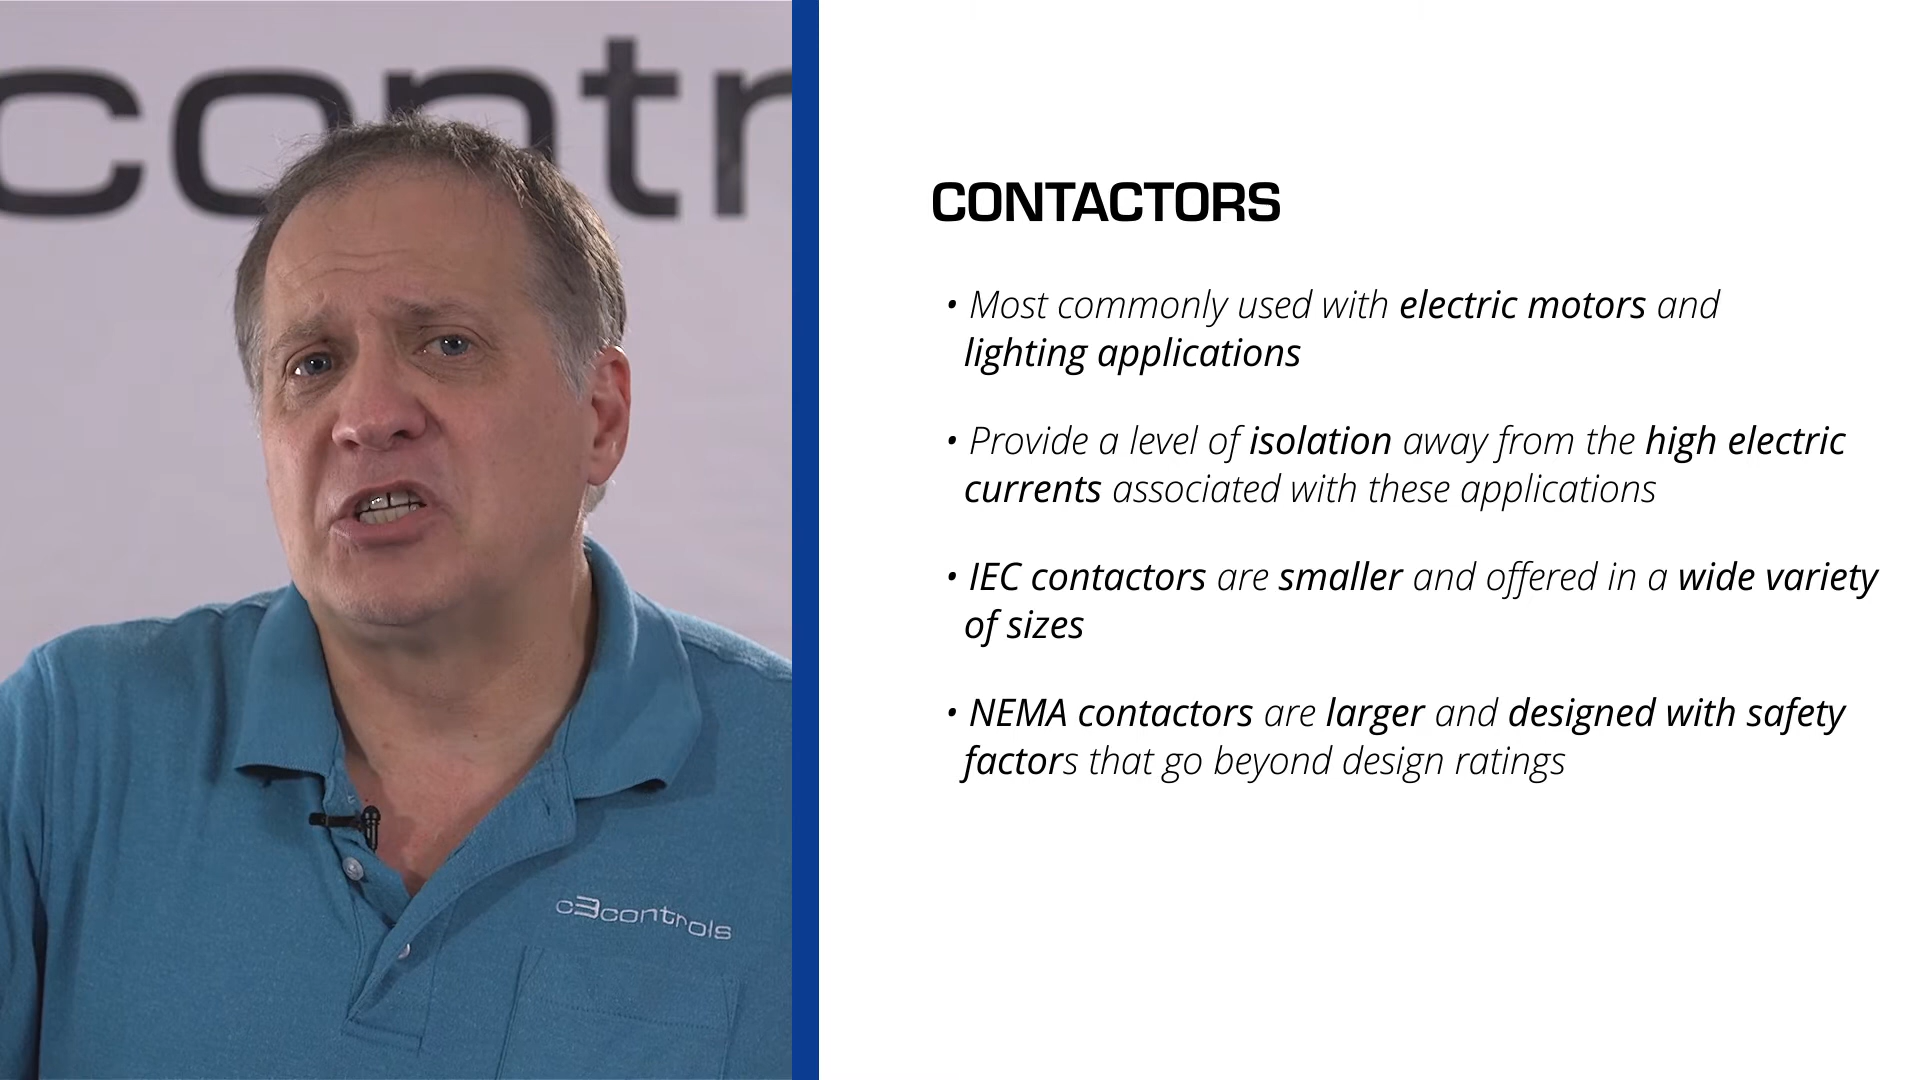 contr
CONTACTORS
• Most commonly used with electric motors and
lighting applications
• Provide a level of isolation away from the high electric
currents associated with these applications
• IEC contactors are smaller and offered in a wide variety
of sizes
• NEMA contactors are larger and designed with safety
factors that go beyond design ratings
c3controls